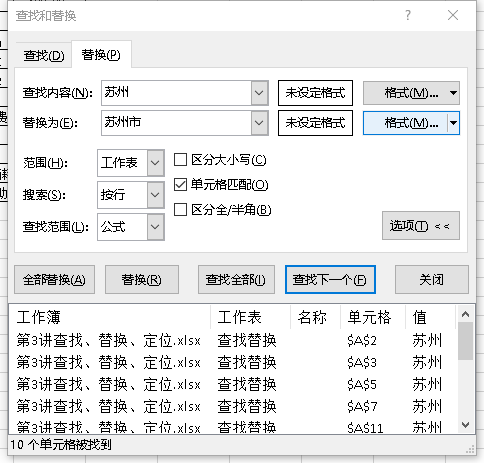 查找和替换
查找(D) 替换(P)
查找内容(N): 苏州 未设定格式 格式(M)...
替换为(E): 苏州市 未设定格式 格式(M)...
范围(H): 工作表 区分大小写(C)
搜索(S): 按行 单元格匹配(O)
查找范围(L): 公式 区分全/半角(B)
选项(T) <<
全部替换(A) 替换(R) 查找全部(I) 查找下一个(F) 关闭
工作簿 工作表 名称 单元格 值
第3讲查找、替换、定位.xlsx 查找替换 $A$2 苏州
第3讲查找、替换、定位.xlsx 查找替换 $A$3 苏州
第3讲查找、替换、定位.xlsx 查找替换 $A$5 苏州
第3讲查找、替换、定位.xlsx 查找替换 $A$7 苏州
第3讲查找、替换、定位.xlsx 查找替换 $A$11 苏州
10 个单元格被找到